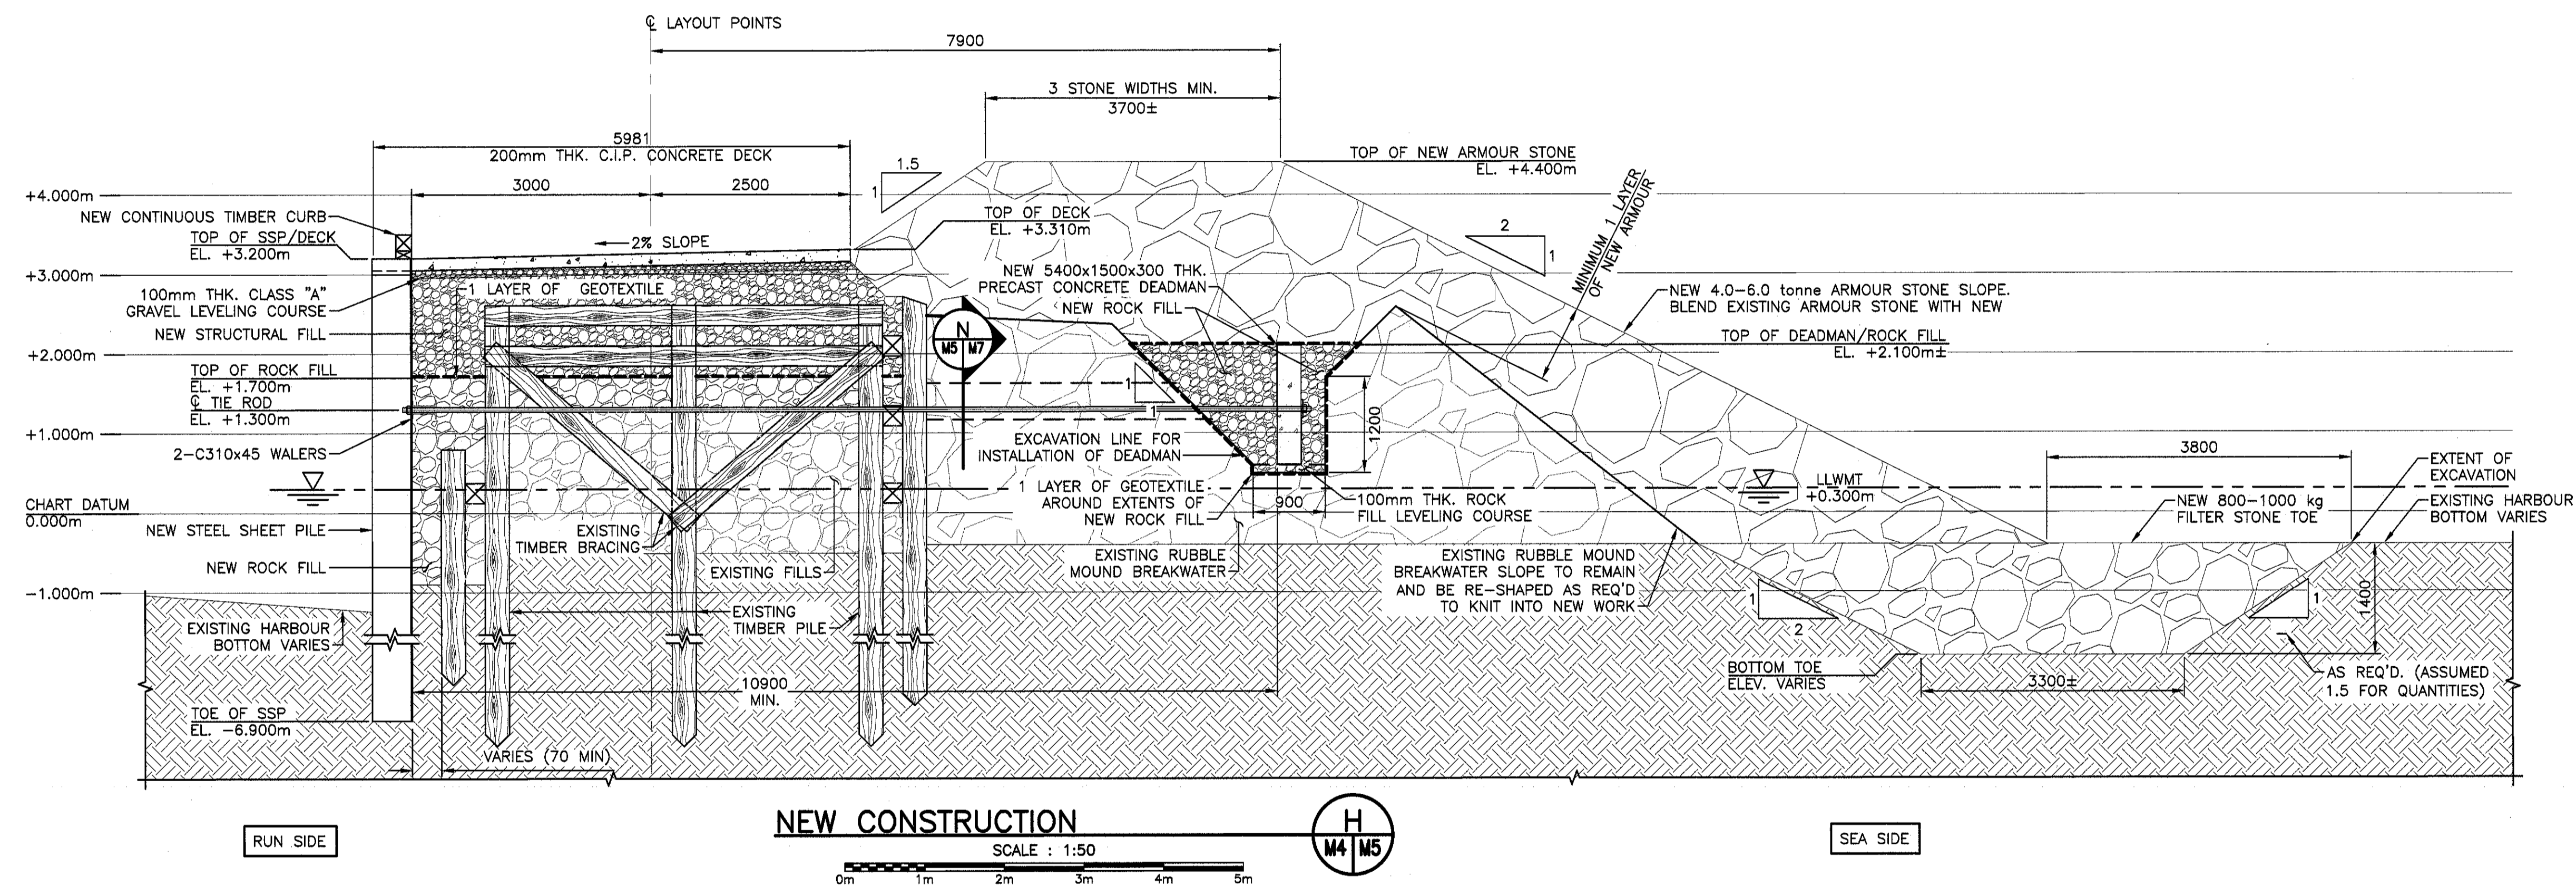 ℄ LAYOUT POINTS
7900
3 STONE WIDTHS MIN.
3700±
5981
200mm THK. C.I.P. CONCRETE DECK
3000
2500
1.5
1
TOP OF NEW ARMOUR STONE
EL. +4.400m
MINIMUM 1 LAYER
OF NEW ARMOUR
+4.000m
NEW CONTINUOUS TIMBER CURB
TOP OF SSP/DECK
EL. +3.200m
2% SLOPE
TOP OF DECK
EL. +3.310m
2
1
+3.000m
100mm THK. CLASS "A"
GRAVEL LEVELING COURSE
1 LAYER OF GEOTEXTILE
NEW STRUCTURAL FILL
NEW 5400x1500x300 THK.
PRECAST CONCRETE DEADMAN
NEW ROCK FILL
NEW 4.0-6.0 tonne ARMOUR STONE SLOPE.
BLEND EXISTING ARMOUR STONE WITH NEW
N
M5 M7
TOP OF DEADMAN/ROCK FILL
EL. +2.100m±
+2.000m
TOP OF ROCK FILL
EL. +1.700m
℄ TIE ROD
EL. +1.300m
1
1
1200
+1.000m
2-C310x45 WALERS
EXCAVATION LINE FOR
INSTALLATION OF DEADMAN
3800
EXTENT OF
EXCAVATION
LLWMT
+0.300m
1 LAYER OF GEOTEXTILE
AROUND EXTENTS OF
NEW ROCK FILL
900
100mm THK. ROCK
FILL LEVELING COURSE
NEW 800-1000 kg
FILTER STONE TOE
EXISTING HARBOUR
BOTTOM VARIES
CHART DATUM
0.000m
NEW STEEL SHEET PILE
EXISTING
TIMBER BRACING
NEW ROCK FILL
EXISTING FILLS
EXISTING RUBBLE
MOUND BREAKWATER
EXISTING RUBBLE MOUND
BREAKWATER SLOPE TO REMAIN
AND BE RE-SHAPED AS REQ'D
TO KNIT INTO NEW WORK
-1.000m
1
2
1
1400
EXISTING HARBOUR
BOTTOM VARIES
EXISTING
TIMBER PILE
BOTTOM TOE
ELEV. VARIES
3300±
AS REQ'D. (ASSUMED
1.5 FOR QUANTITIES)
10900
MIN.
TOE OF SSP
EL. -6.900m
VARIES (70 MIN)
NEW CONSTRUCTION
SCALE : 1:50
0m 1m 2m 3m 4m 5m
H
M4 M5
RUN SIDE
SEA SIDE